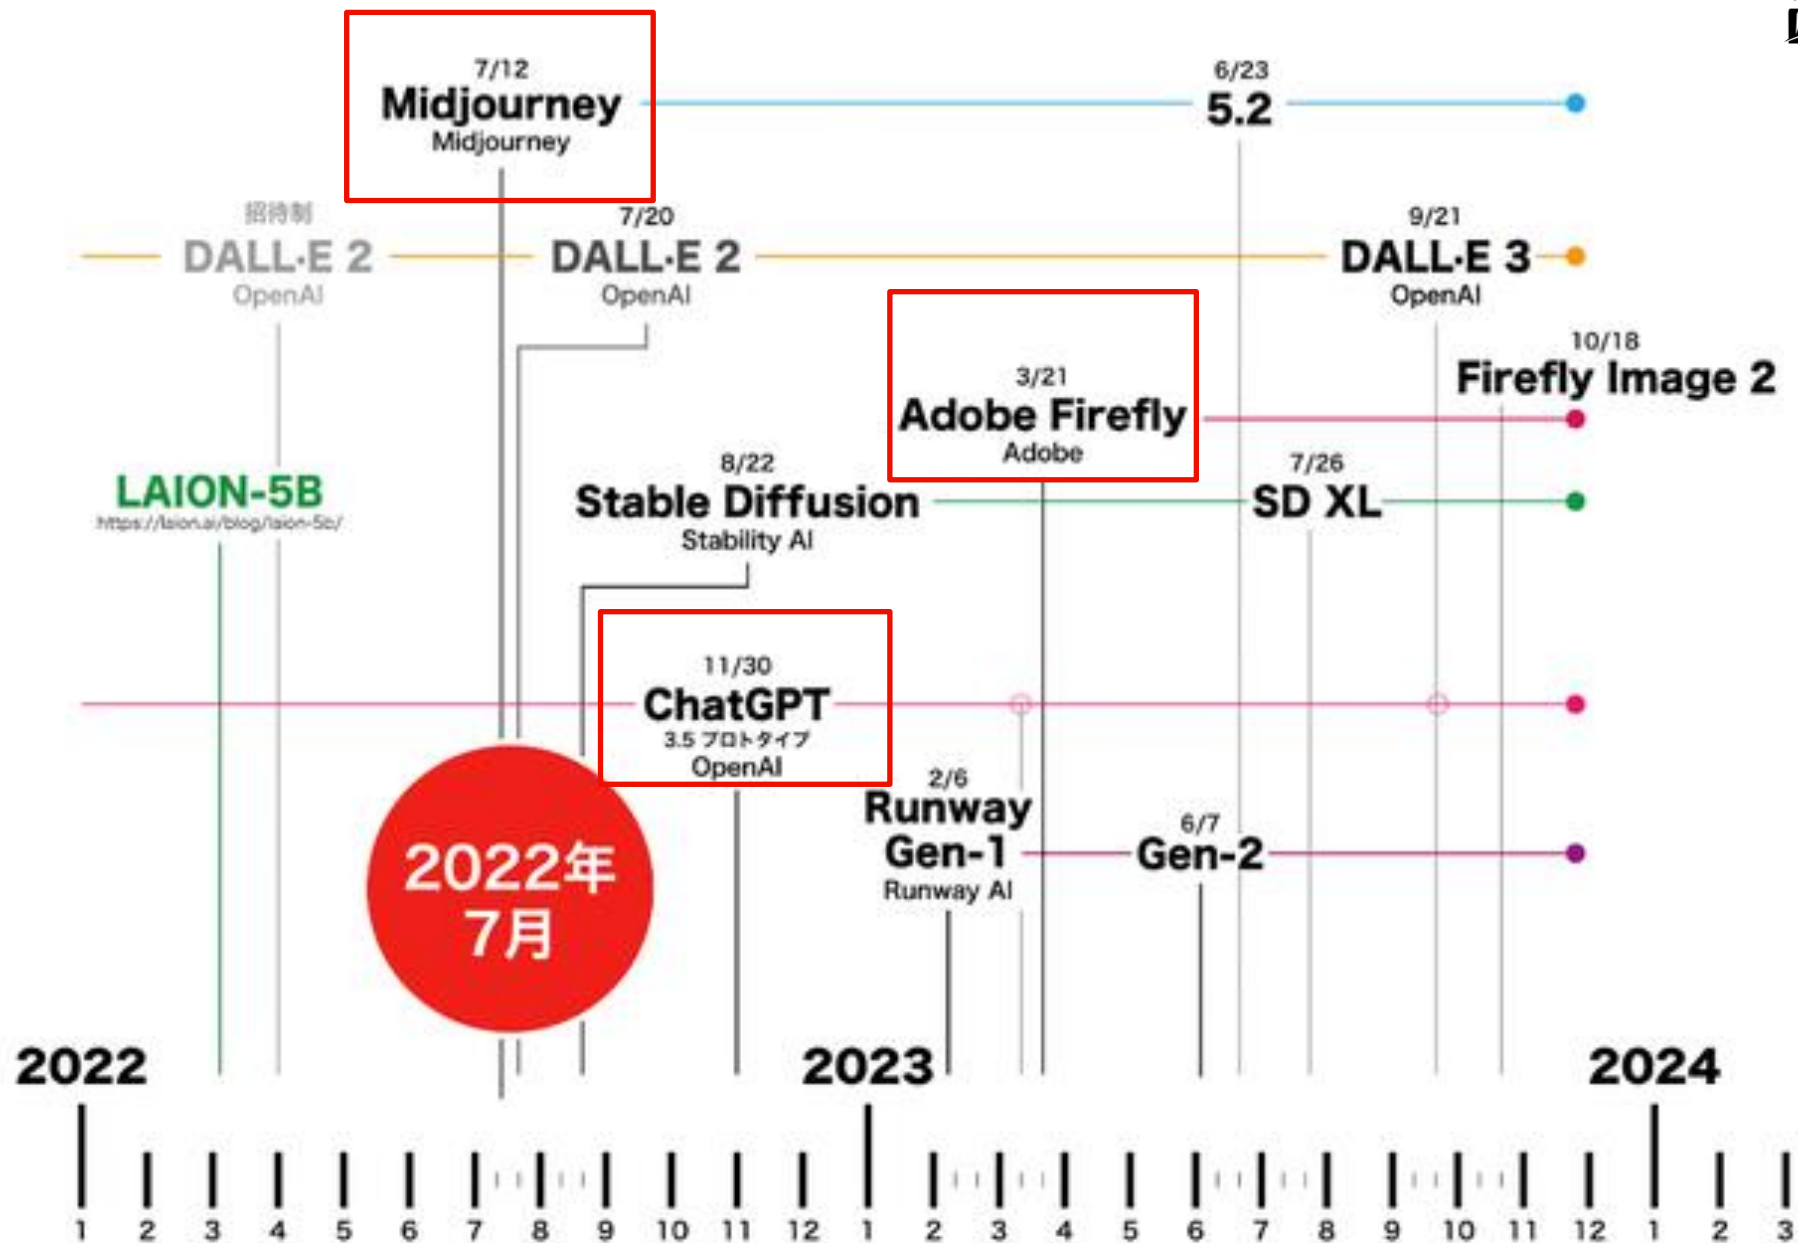 7/12
Midjourney
Midjourney
6/23
5.2
招待制
DALL·E 2
OpenAI
7/20
DALL·E 2
OpenAI
9/21
DALL·E 3
OpenAI
10/18
Firefly Image 2
3/21
Adobe Firefly
Adobe
LAION-5B
https://laion.ai/blog/laion-5b/
8/22
Stable Diffusion
Stability AI
7/26
SD XL
11/30
ChatGPT
3.5 プロトタイプ
OpenAI
2022年
7月
2/6
Runway
Gen-1
Runway AI
6/7
Gen-2
2022 2023 2024
1 2 3 4 5 6 7 8 9 10 11 12 1 2 3 4 5 6 7 8 9 10 11 12 1 2 3